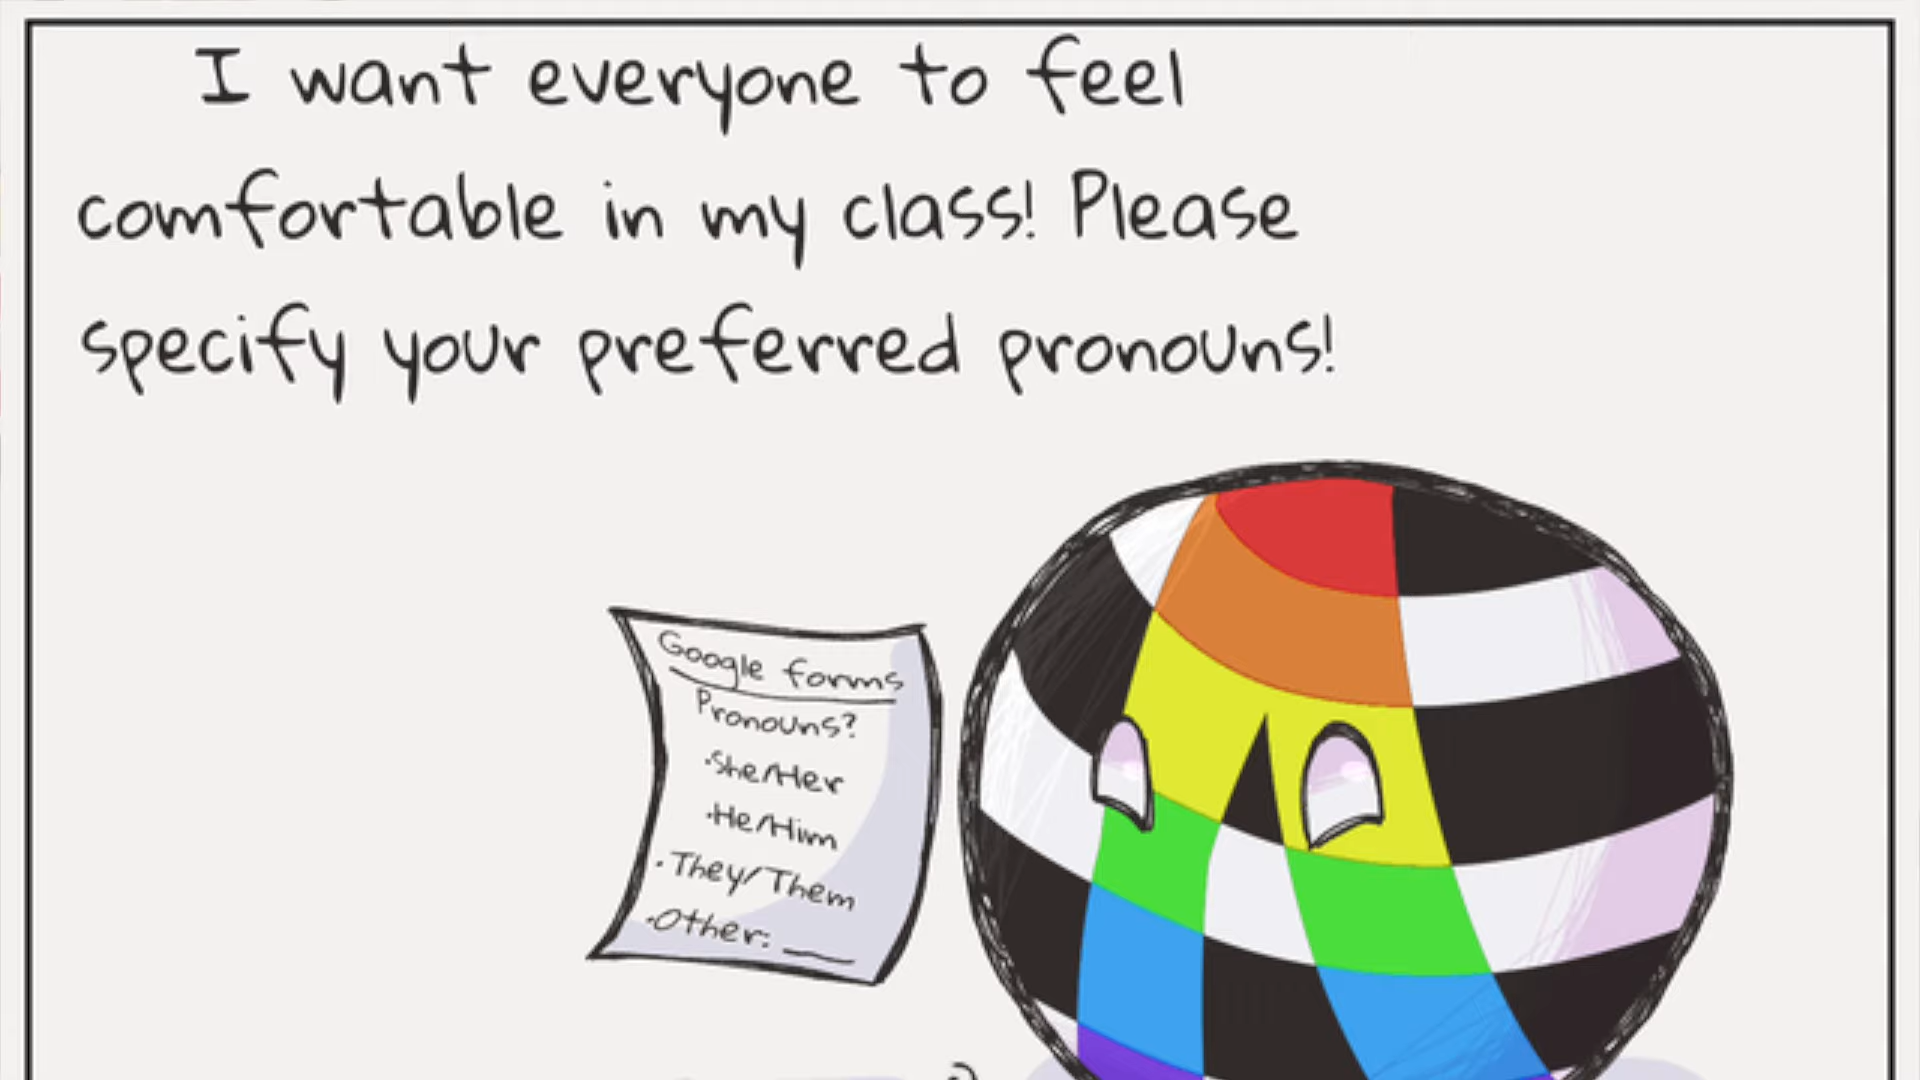 I want everyone to feel
comfortable in my class! Please
specify your preferred pronouns!
Google forms
Pronouns?
•She/Her
•He/Him
•They/Them
•Other: ___